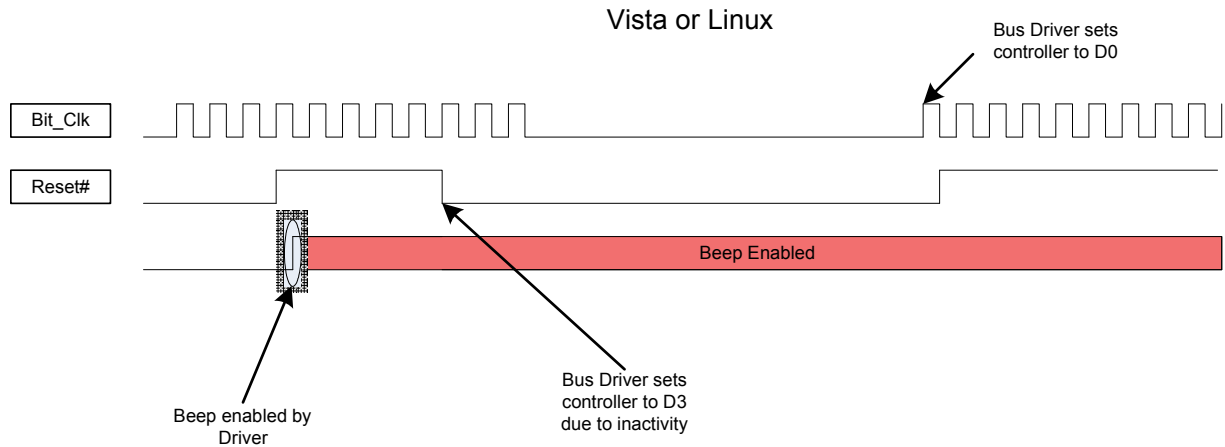 Vista or Linux
Bus Driver sets
controller to D0
Bit_Clk
Reset#
Beep Enabled
Beep enabled by
Driver
Bus Driver sets
controller to D3
due to inactivity